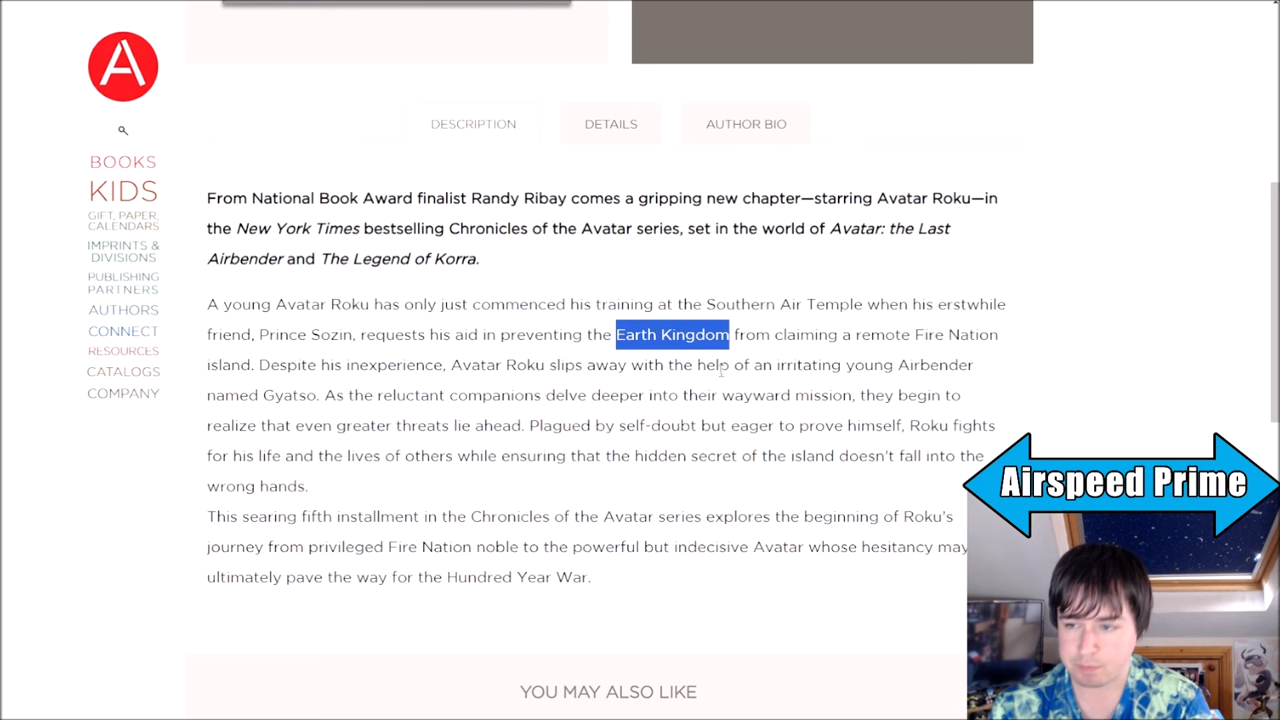 A
BOOKS
KIDS
GIFT, PAPER,
CALENDARS
IMPRINTS &
DIVISIONS
PUBLISHING
PARTNERS
AUTHORS
CONNECT
RESOURCES
CATALOGS
COMPANY
DESCRIPTION
DETAILS
AUTHOR BIO
From National Book Award finalist Randy Ribay comes a gripping new chapter—starring Avatar Roku—in
the New York Times bestselling Chronicles of the Avatar series, set in the world of Avatar: the Last
Airbender and The Legend of Korra.
A young Avatar Roku has only just commenced his training at the Southern Air Temple when his erstwhile
friend, Prince Sozin, requests his aid in preventing the Earth Kingdom from claiming a remote Fire Nation
island. Despite his inexperience, Avatar Roku slips away with the help of an irritating young Airbender
named Gyatso. As the reluctant companions delve deeper into their wayward mission, they begin to
realize that even greater threats lie ahead. Plagued by self-doubt but eager to prove himself, Roku fights
for his life and the lives of others while ensuring that the hidden secret of the island doesn't fall into the
wrong hands.
This searing fifth installment in the Chronicles of the Avatar series explores the beginning of Roku's
journey from privileged Fire Nation noble to the powerful but indecisive Avatar whose hesitancy may
ultimately pave the way for the Hundred Year War.
YOU MAY ALSO LIKE
Airspeed Prime